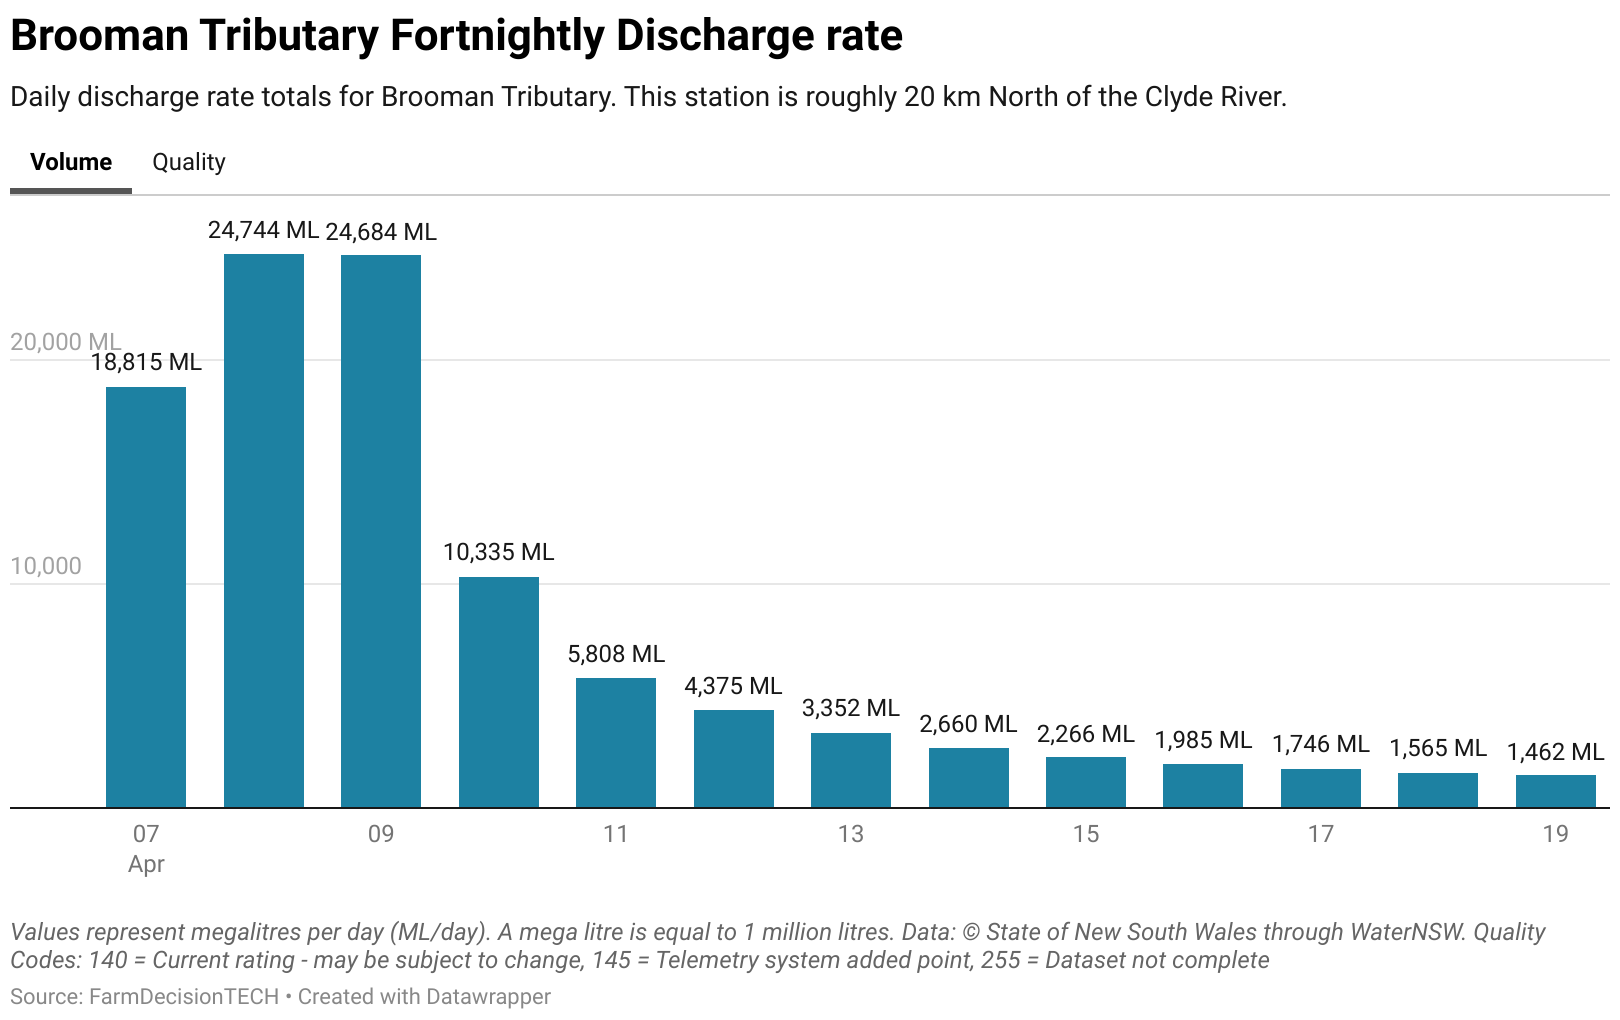 Brooman Tributary Fortnightly Discharge rate
Daily discharge rate totals for Brooman Tributary. This station is roughly 20 km North of the Clyde River.
Volume Quality
24,744 ML 24,684 ML
20,000 ML
18,815 ML
10,335 ML
10,000
5,808 ML
4,375 ML
3,352 ML
2,660 ML
2,266 ML
1,985 ML
1,746 ML
1,565 ML
1,462 ML
07 09 11 13 15 17 19
Apr
Values represent megalitres per day (ML/day). A mega litre is equal to 1 million litres. Data: © State of New South Wales through WaterNSW. Quality
Codes: 140 = Current rating - may be subject to change, 145 = Telemetry system added point, 255 = Dataset not complete
Source: FarmDecisionTECH • Created with Datawrapper